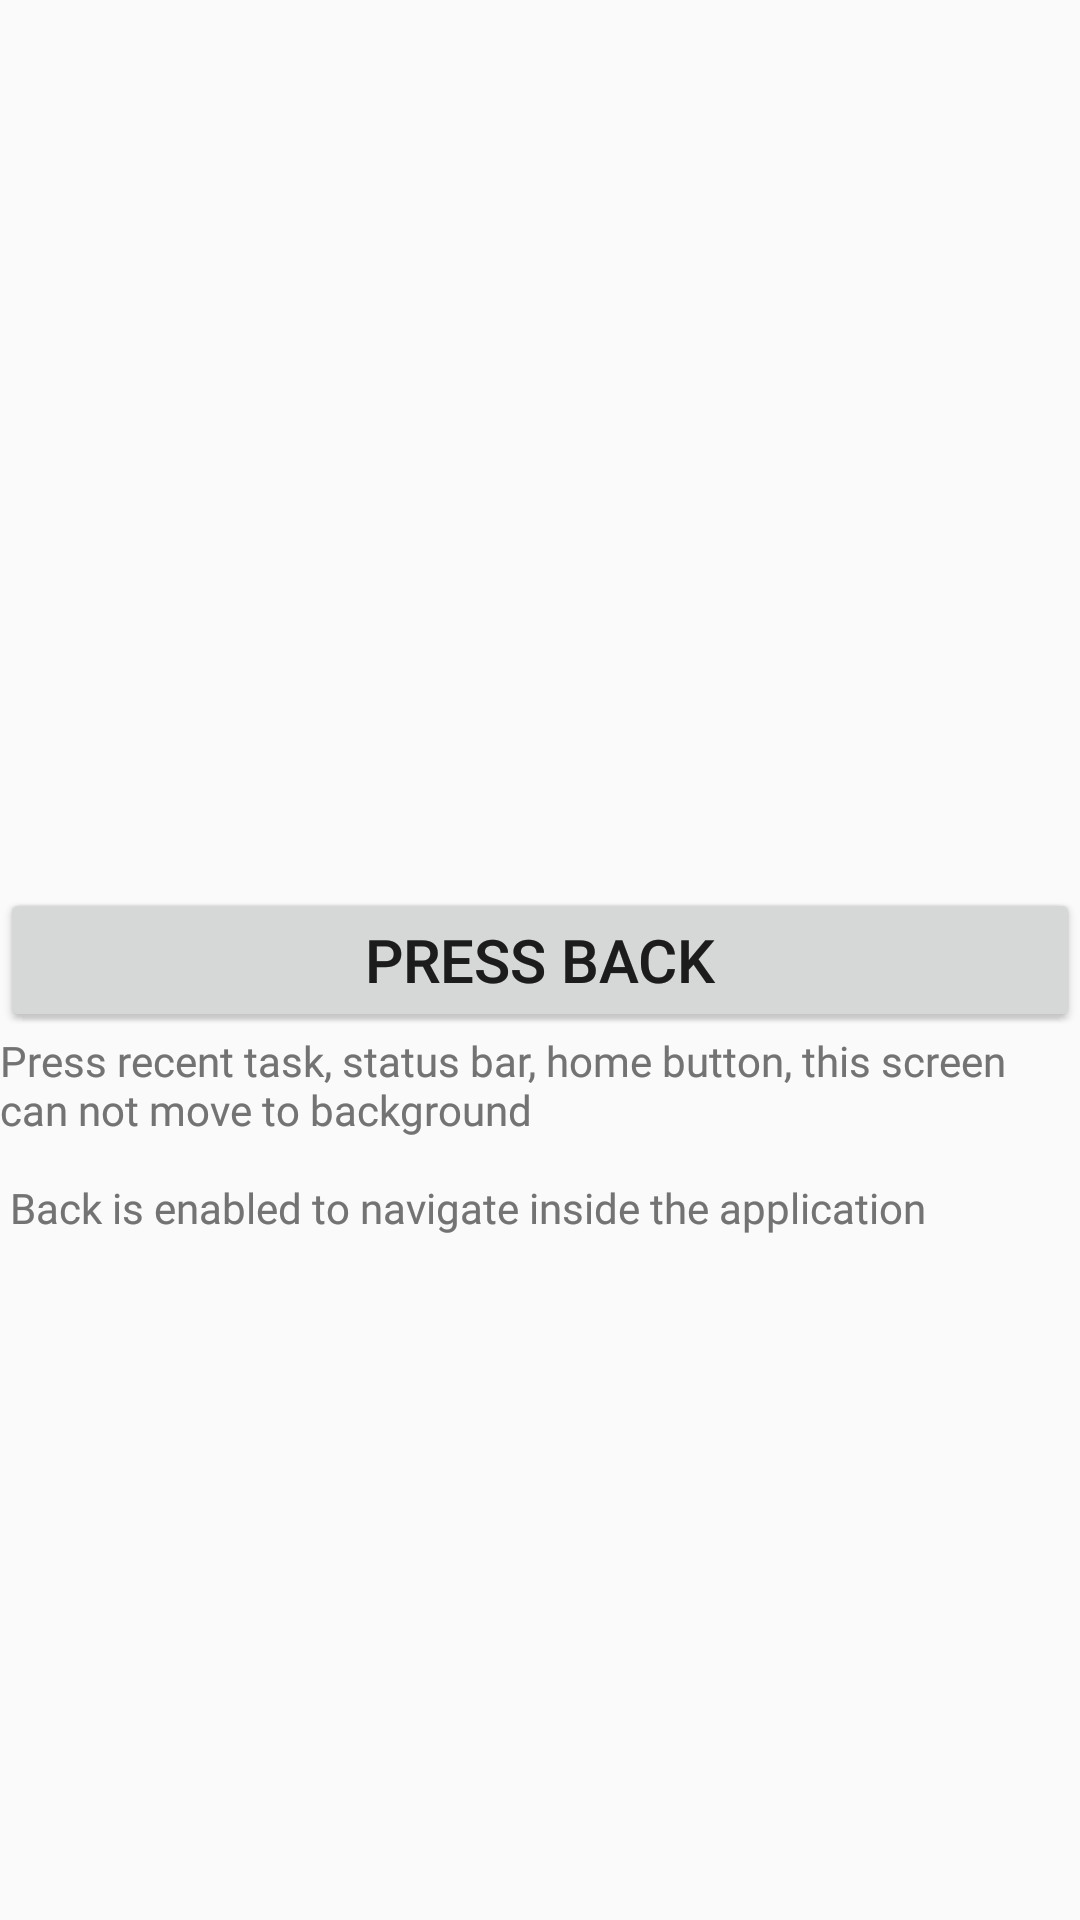 PRESS BACK
Press recent task, status bar, home button, this screen
can not move to background
Back is enabled to navigate inside the application